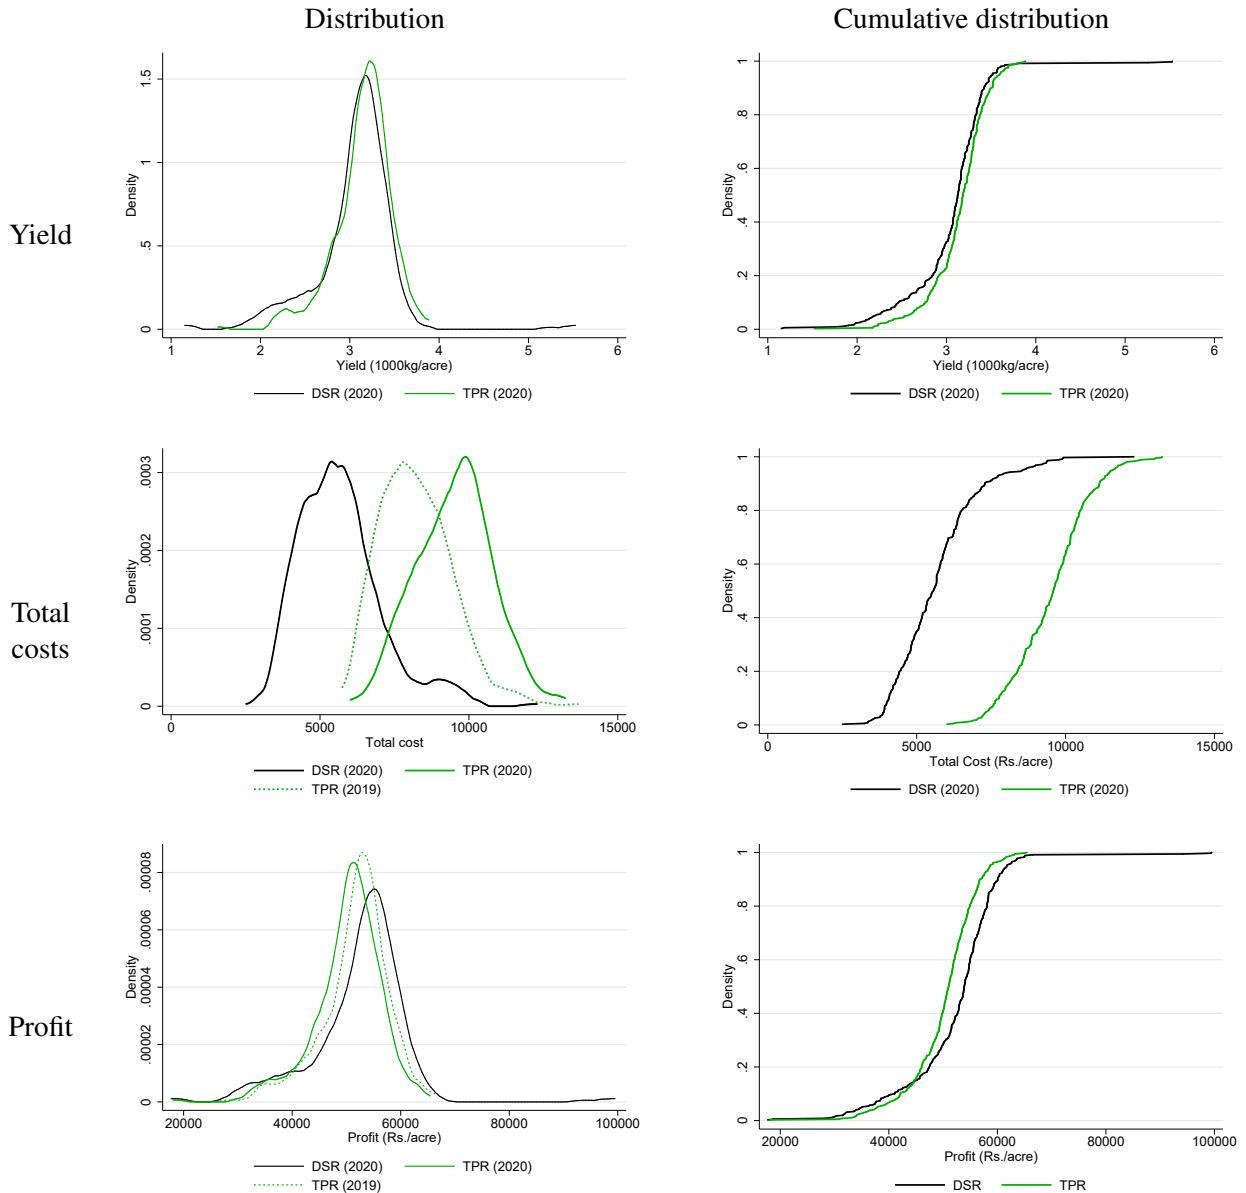 Distribution
Cumulative distribution
Yield
Density
0
.5
1
1.5
1
2
3
4
5
6
Yield (1000kg/acre)
DSR (2020)
TPR (2020)
Density
0
.2
.4
.6
.8
1
1
2
3
4
5
6
Yield (1000kg/acre)
DSR (2020)
TPR (2020)
Total
costs
Density
0
.0001
.0002
.0003
0
5000
10000
15000
Total cost
DSR (2020)
TPR (2020)
TPR (2019)
Density
0
.2
.4
.6
.8
1
0
5000
10000
15000
Total Cost (Rs./acre)
DSR (2020)
TPR (2020)
Profit
Density
0
.00002
.00004
.00006
.00008
20000
40000
60000
80000
100000
Profit (Rs./acre)
DSR (2020)
TPR (2020)
TPR (2019)
Density
0
.2
.4
.6
.8
1
20000
40000
60000
80000
100000
Profit (Rs./acre)
DSR
TPR